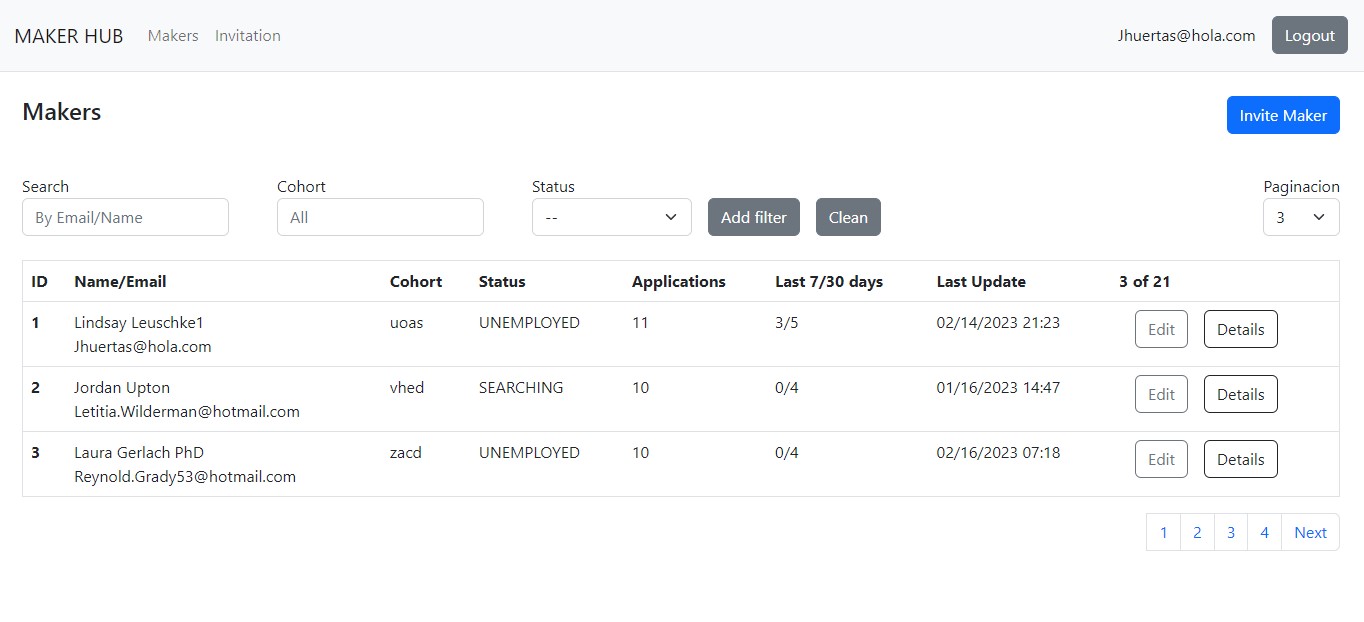 MAKER HUB Makers Invitation Jhuertas@hola.com Logout
Makers Invite Maker
Search Cohort Status Paginacion
By Email/Name All -- Add filter Clean 3
ID Name/Email Cohort Status Applications Last 7/30 days Last Update 3 of 21
1 Lindsay Leuschke1 uoas UNEMPLOYED 11 3/5 02/14/2023 21:23 Edit Details
Jhuertas@hola.com
2 Jordan Upton vhed SEARCHING 10 0/4 01/16/2023 14:47 Edit Details
Letitia.Wilderman@hotmail.com
3 Laura Gerlach PhD zacd UNEMPLOYED 10 0/4 02/16/2023 07:18 Edit Details
Reynold.Grady53@hotmail.com
1 2 3 4 Next